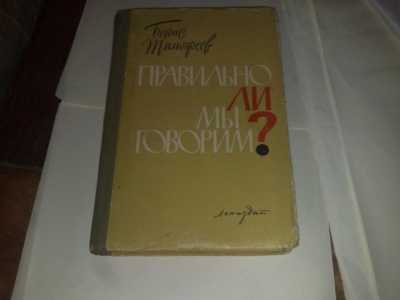 Борис
Тимофеев
ПРАВИЛЬНО
ЛИ
МЫ
ГОВОРИМ?
Лениздат